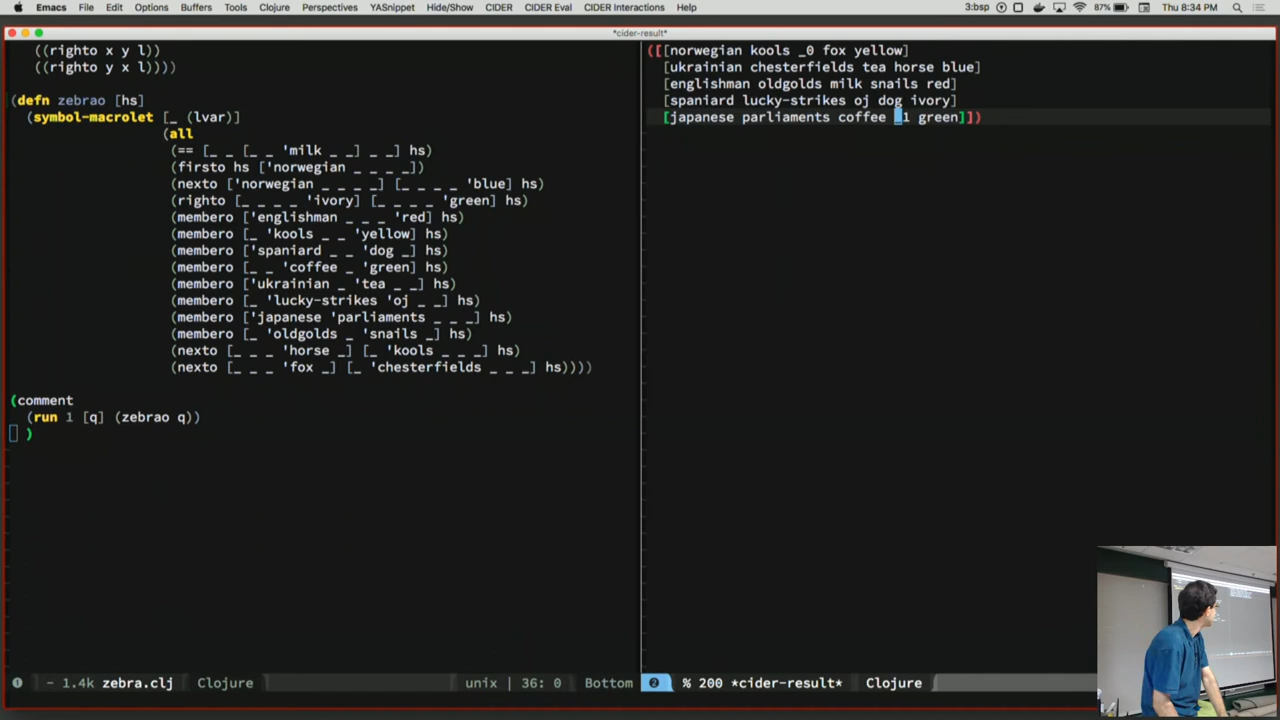 Emacs File Edit Options Buffers Tools Clojure Perspectives YASnippet Hide/Show CIDER CIDER Eval CIDER Interactions Help 3:bsp 87% Thu 8:34 PM
*cider-result*
((righto x y l))
((righto y x l))))
(defn zebrao [hs]
(symbol-macrolet [_ (lvar)]
(all
(== [_ _ [_ _ 'milk _ _] _ _] hs)
(firsto hs ['norwegian _ _ _ _])
(nexto ['norwegian _ _ _ _] [_ _ _ _ 'blue] hs)
(righto [_ _ _ _ 'ivory] [_ _ _ _ 'green] hs)
(membero ['englishman _ _ _ 'red] hs)
(membero [_ 'kools _ _ 'yellow] hs)
(membero ['spaniard _ _ 'dog _] hs)
(membero [_ _ 'coffee _ 'green] hs)
(membero ['ukrainian _ 'tea _ _] hs)
(membero [_ 'lucky-strikes 'oj _ _] hs)
(membero ['japanese 'parliaments _ _ _] hs)
(membero [_ 'oldgolds _ 'snails _] hs)
(nexto [_ _ _ 'horse _] [_ 'kools _ _ _] hs)
(nexto [_ _ _ 'fox _] [_ 'chesterfields _ _ _] hs))))
(comment
(run 1 [q] (zebrao q))
)
([[norwegian kools _0 fox yellow]
[ukrainian chesterfields tea horse blue]
[englishman oldgolds milk snails red]
[spaniard lucky-strikes oj dog ivory]
[japanese parliaments coffee _1 green]])
1 - 1.4k zebra.clj Clojure unix | 36: 0 Bottom
2 % 200 *cider-result* Clojure